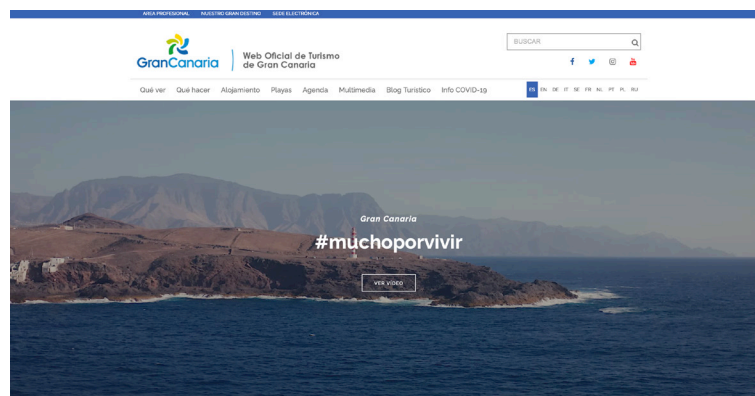 AREA PROFESIONAL NUESTRO GRAN DESTINO SEDE ELECTRÓNICA
BUSCAR
GranCanaria
Web Oficial de Turismo
de Gran Canaria
Qué ver Qué hacer Alojamiento Playas Agencia Multimedia Blog Turístico Info COVID-19 ES EN DE IT SE FR NL PT PL RU
Gran Canaria
#muchoporvivir
VER VÍDEO